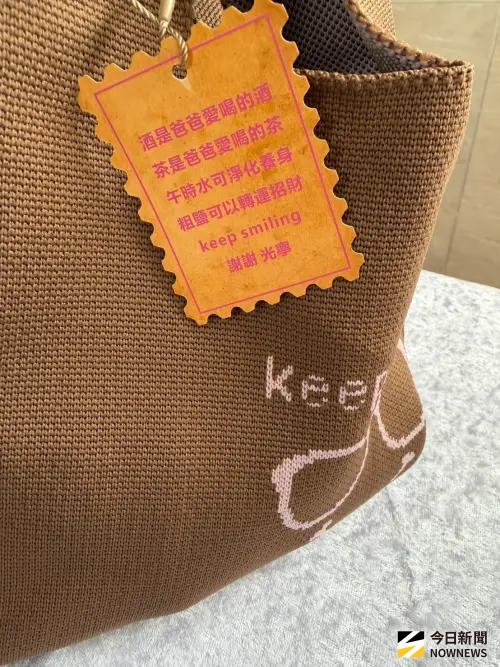 酒是爸爸愛喝的酒
茶是爸爸愛喝的茶
午時水可淨化養身
粗鹽可以轉運招財
keep smiling
謝謝 光學
keep
今日新聞
NOWNEWS